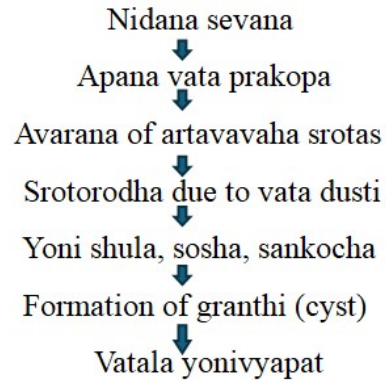 Nidana sevana
Apana vata prakopa
Avarana of artavavaha srotas
Srotorodha due to vata dusti
Yoni shula, sosha, sankocha
Formation of granthi (cyst)
Vatala yonivyapat